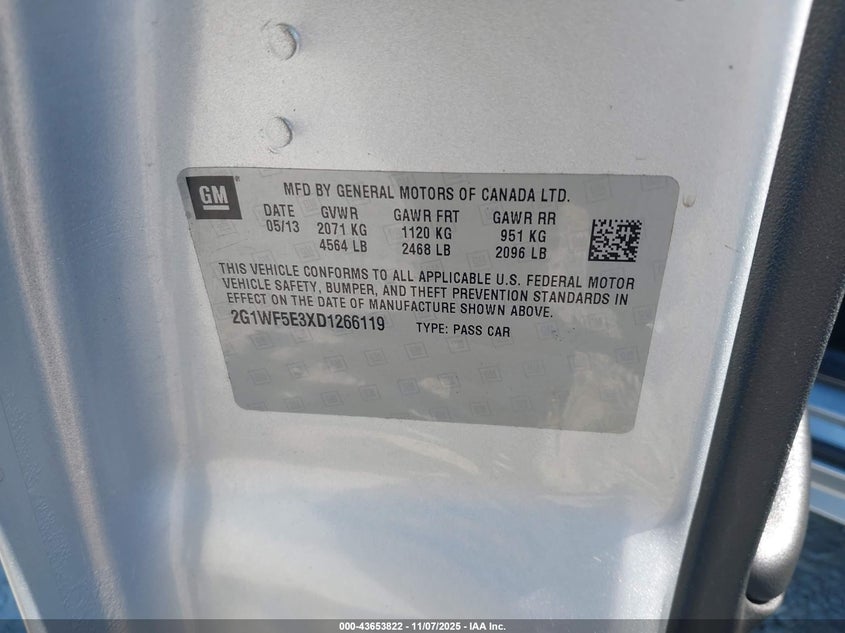 GM®
MFD BY GENERAL MOTORS OF CANADA LTD.
DATE GVWR GAWR FRT GAWR RR
05/13 2071 KG 1120 KG 951 KG
4564 LB 2468 LB 2096 LB
THIS VEHICLE CONFORMS TO ALL APPLICABLE U.S. FEDERAL MOTOR
VEHICLE SAFETY, BUMPER, AND THEFT PREVENTION STANDARDS IN
EFFECT ON THE DATE OF MANUFACTURE SHOWN ABOVE.
2G1WF5E3XD1266119 TYPE: PASS CAR
000-43653822 - 11/07/2025 - IAA Inc.